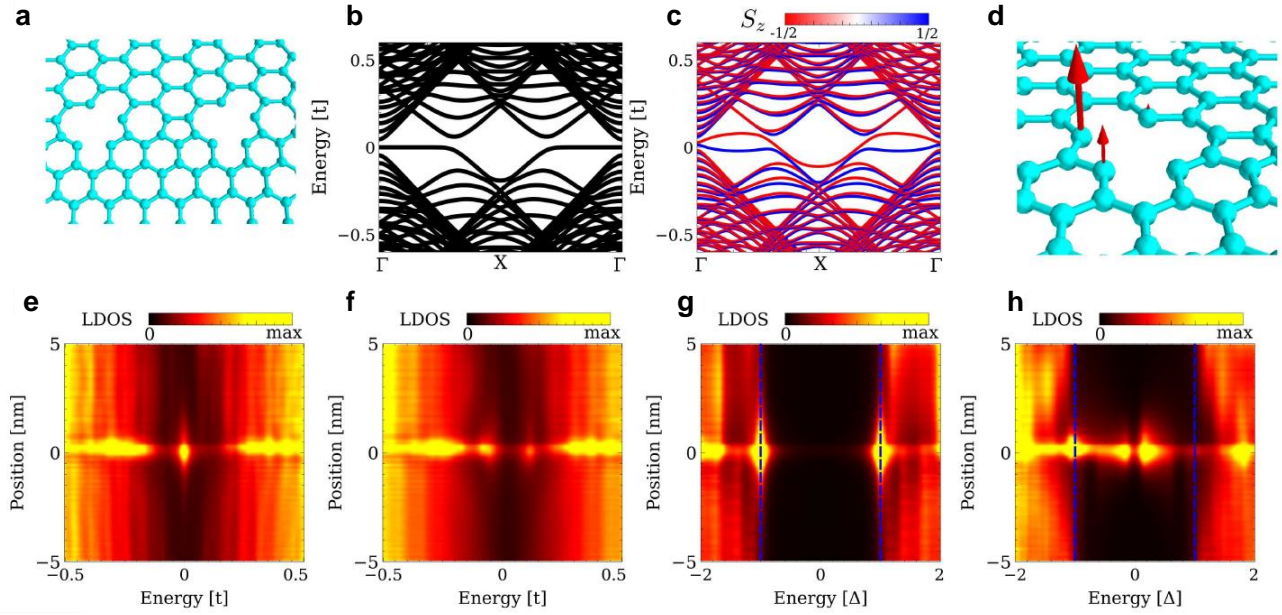 a
b
c
d
S_z
-1/2
1/2
Energy [t]
0.5
0
−0.5
Γ
X
Γ
Energy [t]
0.5
0
−0.5
Γ
X
Γ
e
f
g
h
LDOS
0
max
Position [nm]
5
0
−5
−0.5
0
0.5
Energy [t]
LDOS
0
max
Position [nm]
5
0
−5
−0.5
0
0.5
Energy [t]
LDOS
0
max
Position [nm]
5
0
−5
−2
0
2
Energy [Δ]
LDOS
0
max
Position [nm]
5
0
−5
−2
0
2
Energy [Δ]